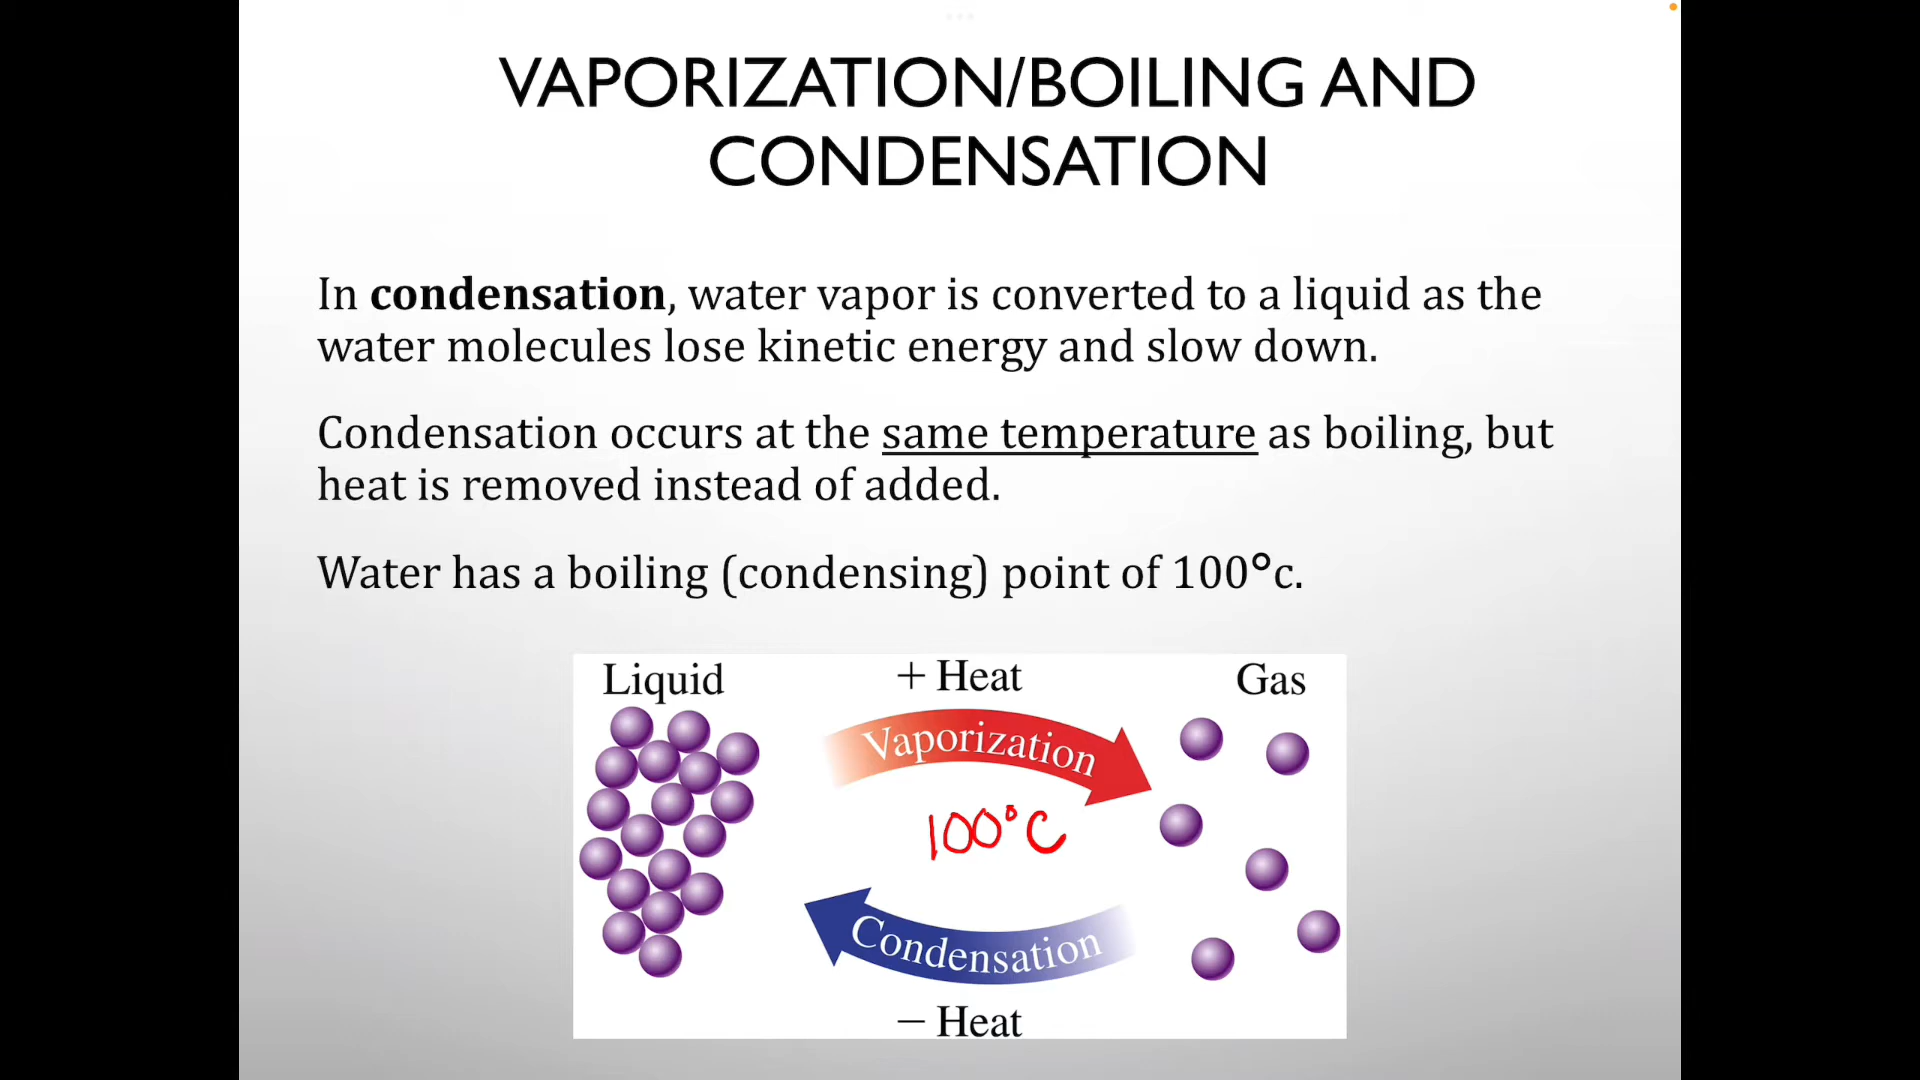 VAPORIZATION/BOILING AND
CONDENSATION
In condensation, water vapor is converted to a liquid as the
water molecules lose kinetic energy and slow down.
Condensation occurs at the same temperature as boiling, but
heat is removed instead of added.
Water has a boiling (condensing) point of 100°c.
Liquid
+ Heat
Gas
Vaporization
100°C
Condensation
− Heat